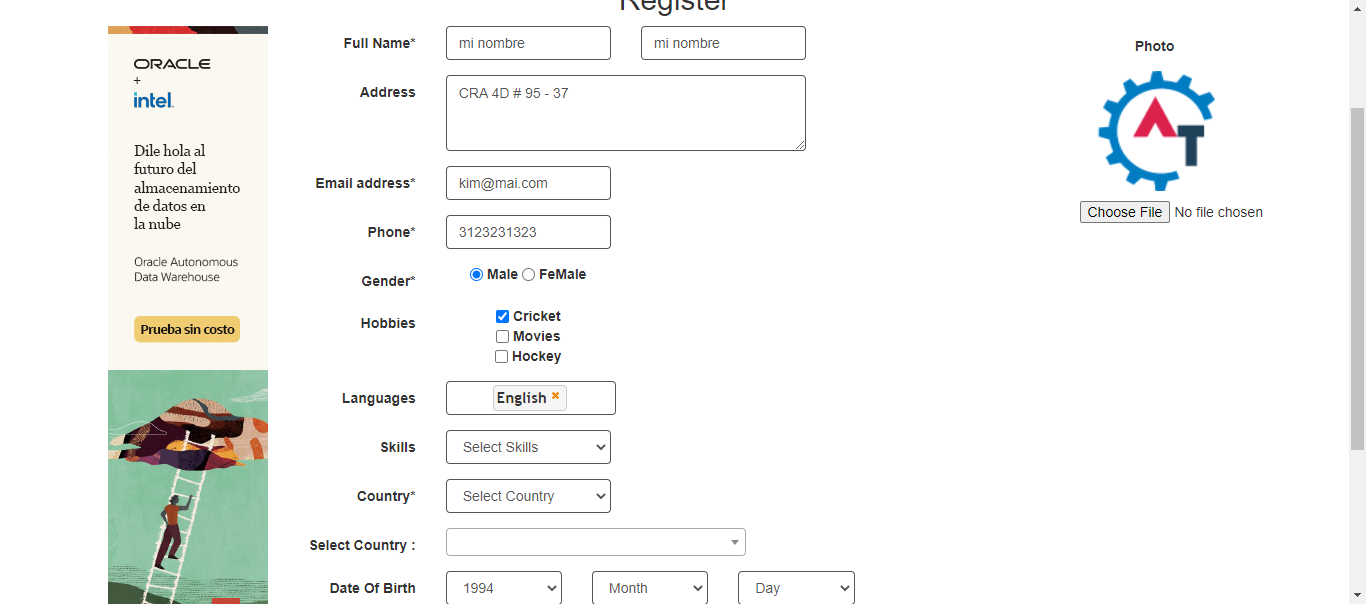 Register
ORACLE
+
intel.
Dile hola al
futuro del
almacenamiento
de datos en
la nube
Oracle Autonomous
Data Warehouse
Prueba sin costo
Full Name* mi nombre mi nombre
Address CRA 4D # 95 - 37
Email address* kim@mai.com
Phone* 3123231323
Gender* Male FeMale
Hobbies Cricket
Movies
Hockey
Languages English
Skills Select Skills
Country* Select Country
Select Country :
Date Of Birth 1994 Month Day
Photo
AT
Choose File No file chosen